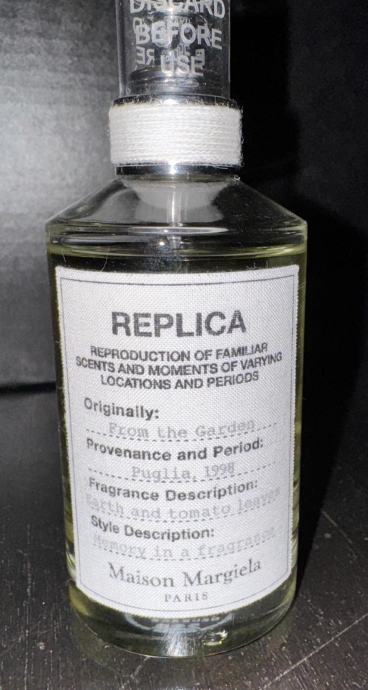 DISCARD
BEFORE
USE
REPLICA
REPRODUCTION OF FAMILIAR
SCENTS AND MOMENTS OF VARYING
LOCATIONS AND PERIODS
Originally:
From the Garden
Provenance and Period:
Puglia, 1998
Fragrance Description:
Earth and tomato leaves
Style Description:
Memory in a fragrance
Maison Margiela
PARIS